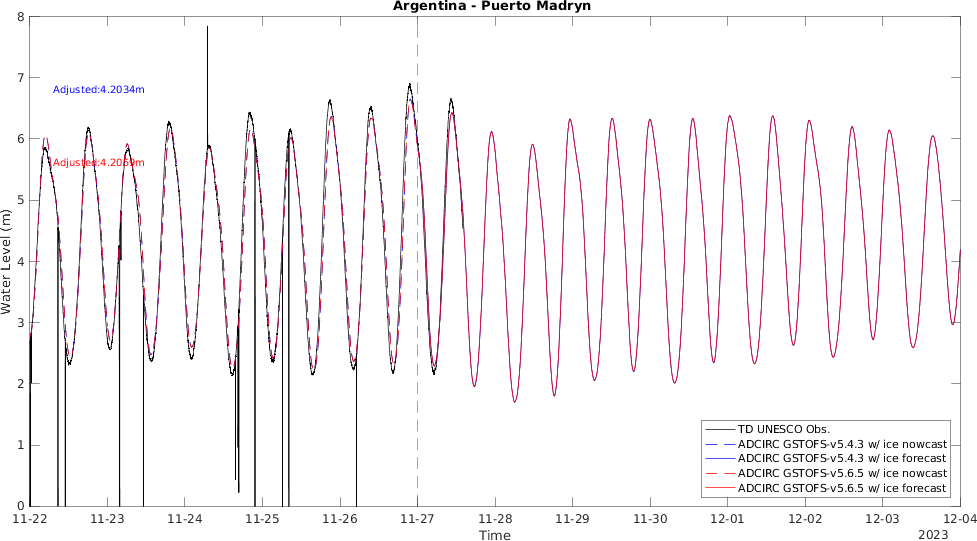 Argentina - Puerto Madryn
8
7
6
5
4
3
2
1
0
Water Level (m)
Adjusted:4.2034m
Adjusted:4.2069m
TD UNESCO Obs.
ADCIRC GSTOFS-v5.4.3 w/ ice nowcast
ADCIRC GSTOFS-v5.4.3 w/ ice forecast
ADCIRC GSTOFS-v5.6.5 w/ ice nowcast
ADCIRC GSTOFS-v5.6.5 w/ ice forecast
11-22 11-23 11-24 11-25 11-26 11-27 11-28 11-29 11-30 12-01 12-02 12-03 12-04
Time
2023